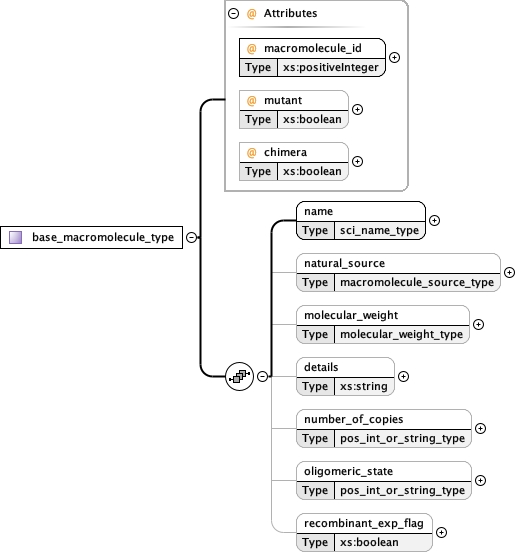 @ Attributes
@ macromolecule_id
Type xs:positiveInteger
@ mutant
Type xs:boolean
@ chimera
Type xs:boolean
base_macromolecule_type
name
Type sci_name_type
natural_source
Type macromolecule_source_type
molecular_weight
Type molecular_weight_type
details
Type xs:string
number_of_copies
Type pos_int_or_string_type
oligomeric_state
Type pos_int_or_string_type
recombinant_exp_flag
Type xs:boolean